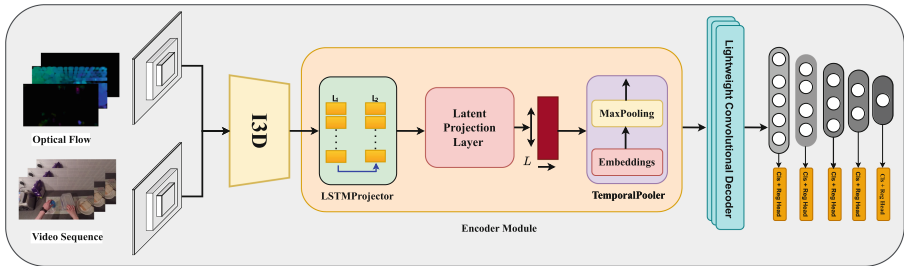 Optical Flow
Video Sequence
I3D
L₁
L₂
LSTMProjector
Latent
Projection
Layer
L
MaxPooling
Embeddings
TemporalPooler
Encoder Module
Lightweight Convolutional Decoder
Cls + Reg Head
Cls + Reg Head
Cls + Reg Head
Cls + Reg Head
Cls + Reg Head